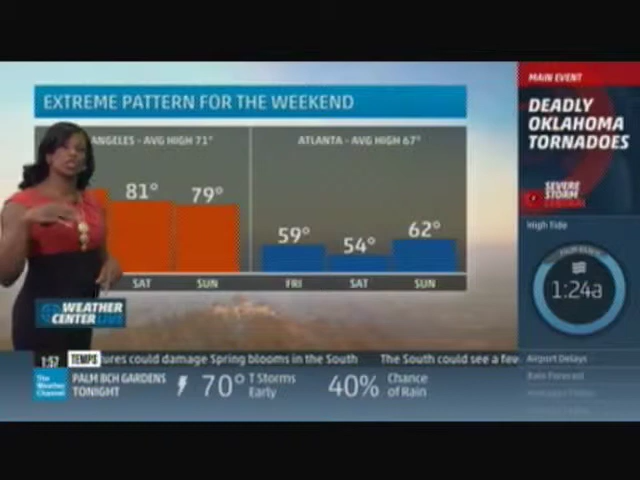 EXTREME PATTERN FOR THE WEEKEND
ANGELES - AVG HIGH 71°
81°
79°
SAT
SUN
ATLANTA - AVG HIGH 67°
59°
54°
62°
FRI
SAT
SUN
WEATHER
CENTER LIVE
MAIN EVENT
DEADLY
OKLAHOMA
TORNADOES
SEVERE
STORM
CENTRAL
High Tide
1:24a
Airport Delays
Rain Forecast
1:57
TEMPS
ures could damage Spring blooms in the South
The South could see a few
The
Weather
Channel
PALM BCH GARDENS
TONIGHT
70°
T Storms
Early
40%
Chance
of Rain